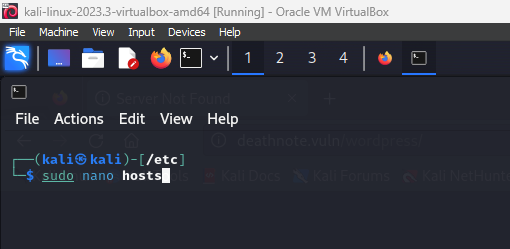 kali-linux-2023.3-virtualbox-amd64 [Running] - Oracle VM VirtualBox
File Machine View Input Devices Help
1 2 3 4
Server Not Found
File Actions Edit View Help
deathnote.vuln/wordpress/
(kali㉿kali)-[/etc]
$ sudo nano hosts
Kali Docs Kali Forums Kali NetHunt